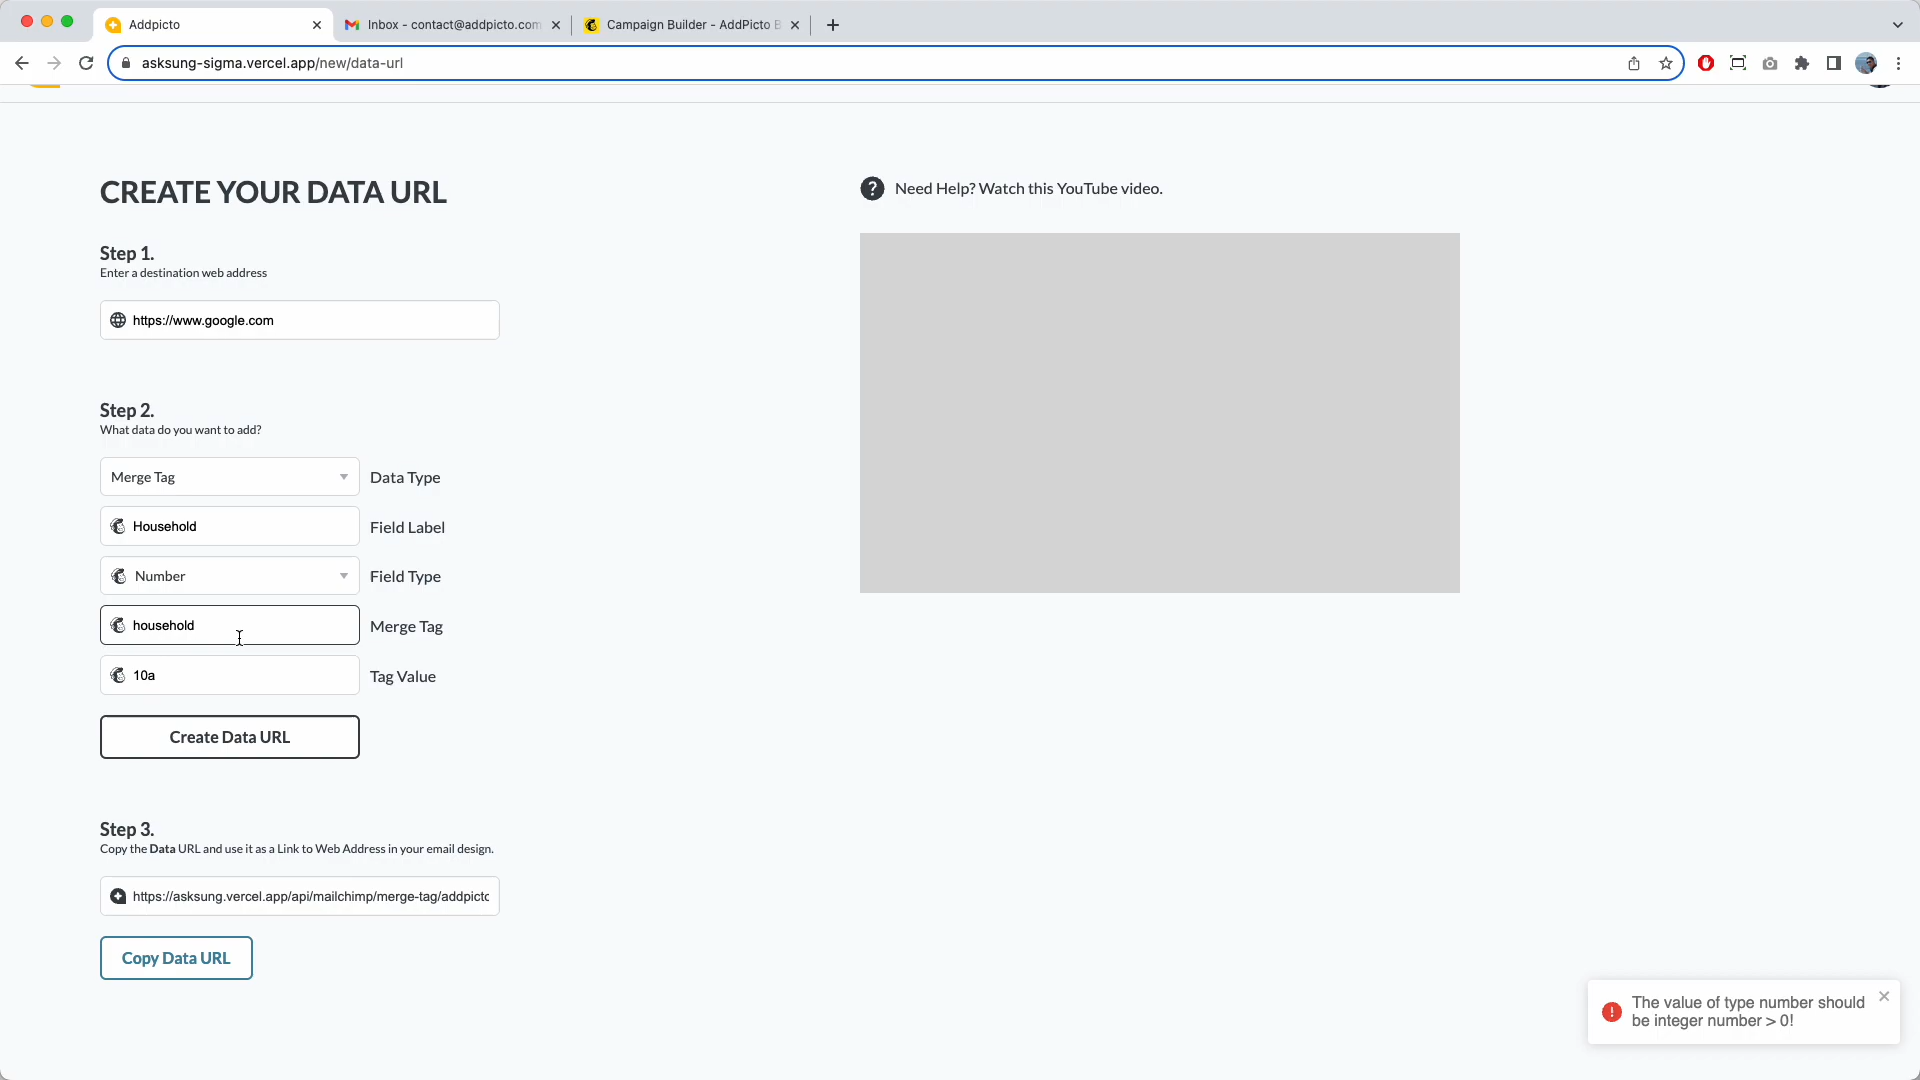 Addpicto
Inbox - contact@addpicto.com
Campaign Builder - AddPicto
asksung-sigma.vercel.app/new/data-url
CREATE YOUR DATA URL
Need Help? Watch this YouTube video.
Step 1.
Enter a destination web address
https://www.google.com
Step 2.
What data do you want to add?
Merge Tag
Data Type
Household
Field Label
Number
Field Type
household
Merge Tag
10a
Tag Value
Create Data URL
Step 3.
Copy the Data URL and use it as a Link to Web Address in your email design.
https://asksung.vercel.app/api/mailchimp/merge-tag/addpicto
Copy Data URL
The value of type number should
be integer number > 0!